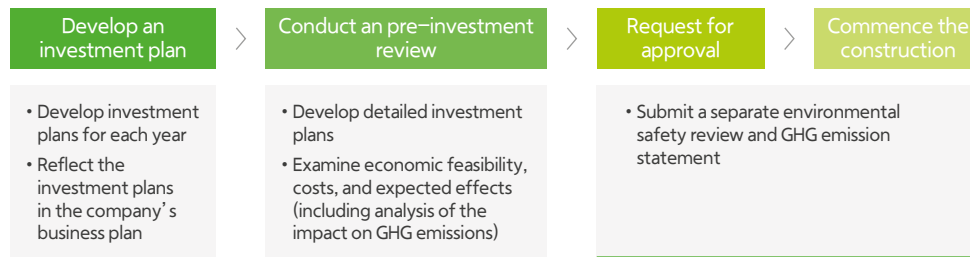 Develop an
investment plan
Conduct an pre-investment
review
Request for
approval
Commence the
construction
• Develop investment
plans for each year
• Reflect the
investment plans
in the company's
business plan
• Develop detailed investment
plans
• Examine economic feasibility,
costs, and expected effects
(including analysis of the
impact on GHG emissions)
• Submit a separate environmental
safety review and GHG emission
statement